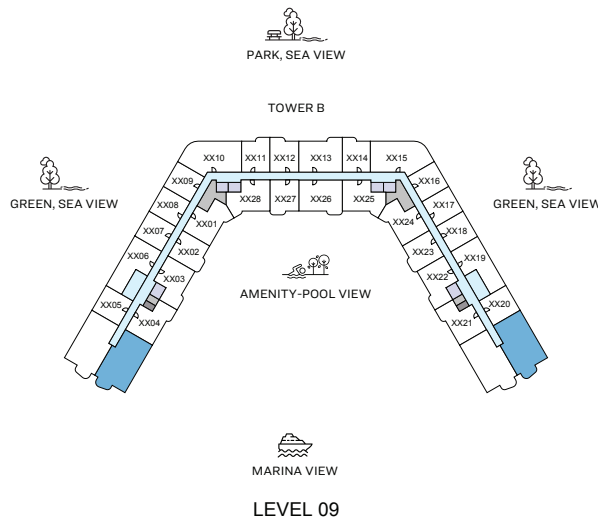 PARK, SEA VIEW
TOWER B
XX10 XX11 XX12 XX13 XX14 XX15
XX09 XX16
GREEN, SEA VIEW GREEN, SEA VIEW
XX08 XX28 XX27 XX26 XX25 XX17
XX01 XX24
XX07 XX18
XX02 XX23
XX06 XX19
XX03 XX22
AMENITY-POOL VIEW
XX05 XX20
XX04 XX21
MARINA VIEW
LEVEL 09